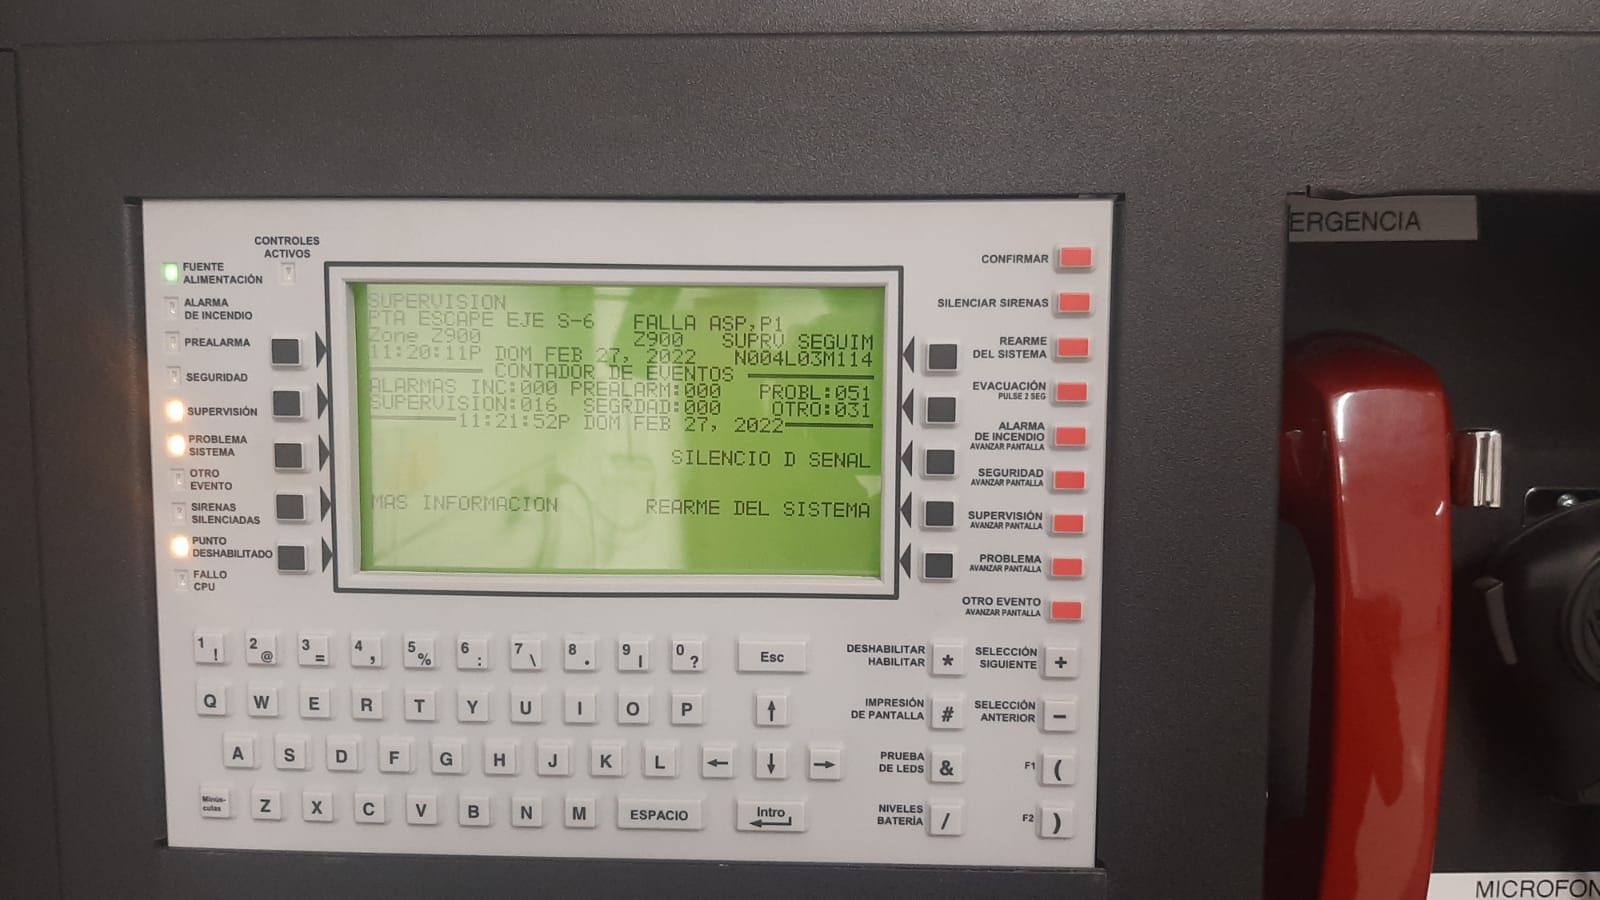 CONTROLES
ACTIVOS
FUENTE
ALIMENTACIÓN
ALARMA
DE INCENDIO
PREALARMA
SEGURIDAD
SUPERVISIÓN
PROBLEMA
SISTEMA
OTRO
EVENTO
SIRENAS
SILENCIADAS
PUNTO
DESHABILITADO
FALLO
CPU
SUPERVISION
PTA ESCAPE EJE S-6 FALLA ASP,P1
Zone Z900 Z900 SUPRV SEGUIM
11:20:11P DOM FEB 27, 2022 N004L03M114
CONTADOR DE EVENTOS
ALARMAS INC:000 PREALARM:000 PROBL:051
SUPERVISION:016 SEGRDAD:000 OTRO:031
11:21:52P DOM FEB 27, 2022
SILENCIO D SENAL
MAS INFORMACION REARME DEL SISTEMA
CONFIRMAR
SILENCIAR SIRENAS
REARME
DEL SISTEMA
EVACUACIÓN
PULSE 2 SEG
ALARMA
DE INCENDIO
AVANZAR PANTALLA
SEGURIDAD
AVANZAR PANTALLA
SUPERVISIÓN
AVANZAR PANTALLA
PROBLEMA
AVANZAR PANTALLA
OTRO EVENTO
AVANZAR PANTALLA
1 ! 2 @ 3 = 4 , 5 % 6 : 7 \ 8 . 9 | 0 ? Esc
Q W E R T Y U I O P ↑
A S D F G H J K L ← ↓ →
Minús-
culas Z X C V B N M ESPACIO Intro
DESHABILITAR
HABILITAR *
SELECCIÓN
SIGUIENTE +
IMPRESIÓN
DE PANTALLA #
SELECCIÓN
ANTERIOR −
PRUEBA
DE LEDS &
F1 (
NIVELES
BATERÍA /
F2 )
ERGENCIA
MICROFON